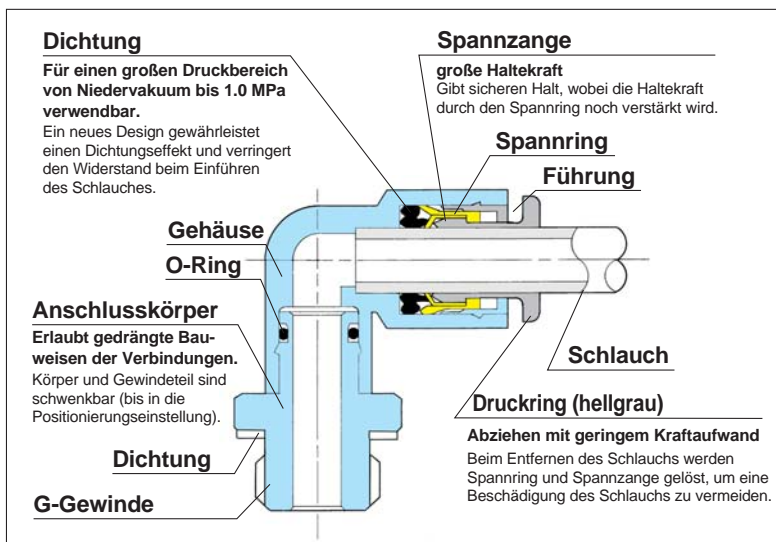 Dichtung
Für einen großen Druckbereich
von Niedervakuum bis 1.0 MPa
verwendbar.
Ein neues Design gewährleistet
einen Dichtungseffekt und verringert
den Widerstand beim Einführen
des Schlauches.
Spannzange
große Haltekraft
Gibt sicheren Halt, wobei die Haltekraft
durch den Spannring noch verstärkt wird.
Spannring
Führung
Gehäuse
O-Ring
Anschlusskörper
Erlaubt gedrängte Bau-
weisen der Verbindungen.
Körper und Gewindeteil sind
schwenkbar (bis in die
Positionierungseinstellung).
Dichtung
G-Gewinde
Schlauch
Druckring (hellgrau)
Abziehen mit geringem Kraftaufwand
Beim Entfernen des Schlauchs werden
Spannring und Spannzange gelöst, um eine
Beschädigung des Schlauchs zu vermeiden.